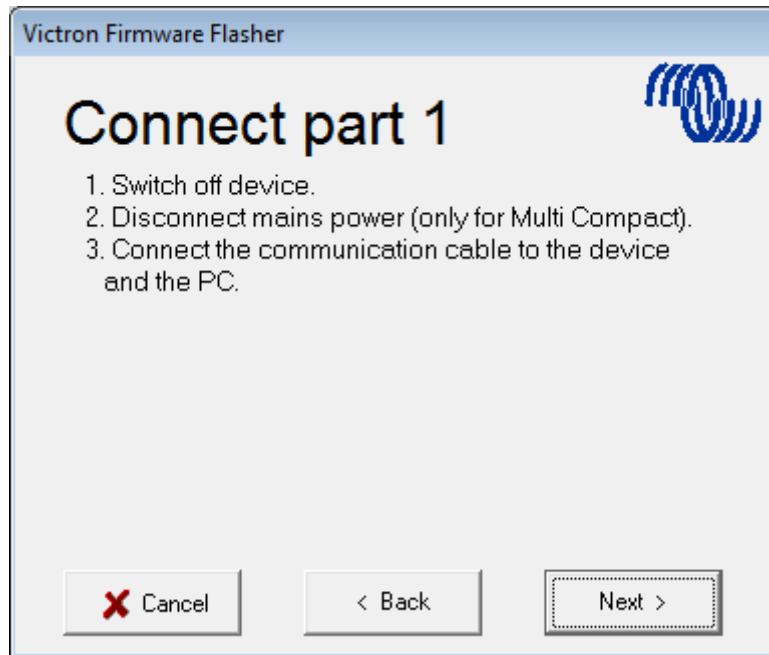 Victron Firmware Flasher
Connect part 1
1. Switch off device.
2. Disconnect mains power (only for Multi Compact).
3. Connect the communication cable to the device
and the PC.
Cancel
< Back
Next >